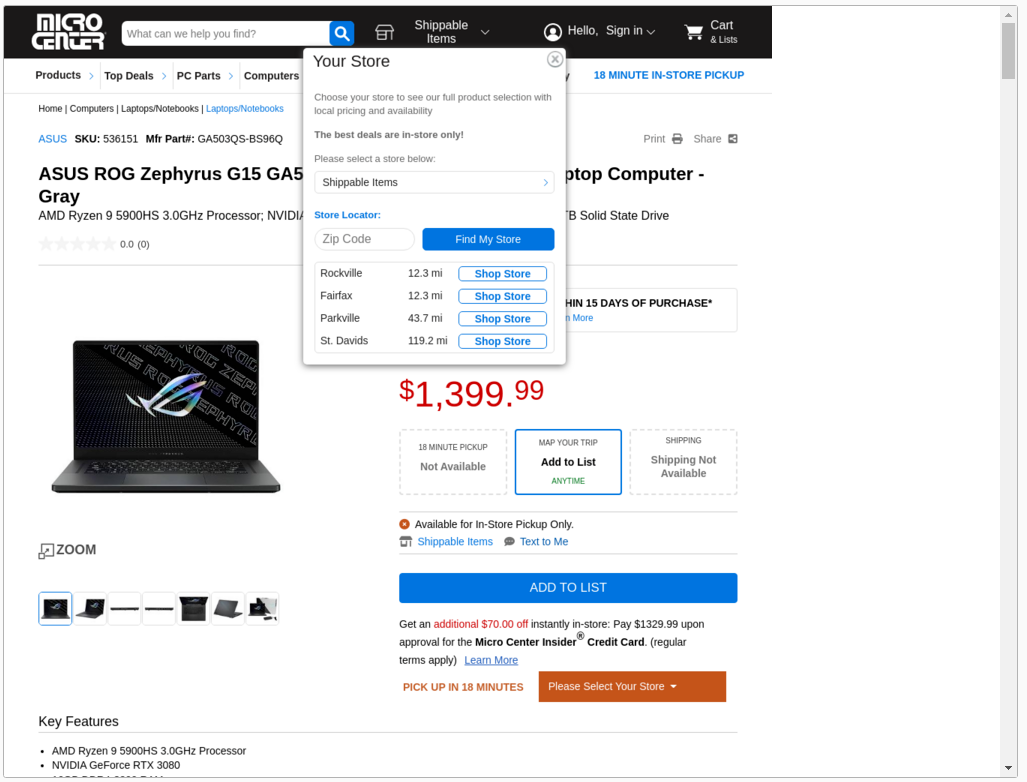 MICRO CENTER
What can we help you find?
Shippable Items
Hello, Sign in
Cart
& Lists
Products
Top Deals
PC Parts
Computers
18 MINUTE IN-STORE PICKUP
Home | Computers | Laptops/Notebooks | Laptops/Notebooks
ASUS SKU: 536151 Mfr Part#: GA503QS-BS96Q
Print Share
ASUS ROG Zephyrus G15 GA5
ptop Computer -
Gray
AMD Ryzen 9 5900HS 3.0GHz Processor; NVIDIA
TB Solid State Drive
0.0 (0)
Your Store
Choose your store to see our full product selection with
local pricing and availability
The best deals are in-store only!
Please select a store below:
Shippable Items
Store Locator:
Zip Code
Find My Store
Rockville 12.3 mi Shop Store
Fairfax 12.3 mi Shop Store
Parkville 43.7 mi Shop Store
St. Davids 119.2 mi Shop Store
HIN 15 DAYS OF PURCHASE*
n More
$1,399.99
18 MINUTE PICKUP
Not Available
MAP YOUR TRIP
Add to List
ANYTIME
SHIPPING
Shipping Not
Available
Available for In-Store Pickup Only.
Shippable Items Text to Me
ZOOM
ADD TO LIST
Get an additional $70.00 off instantly in-store: Pay $1329.99 upon
approval for the Micro Center Insider® Credit Card. (regular
terms apply) Learn More
PICK UP IN 18 MINUTES
Please Select Your Store
Key Features
• AMD Ryzen 9 5900HS 3.0GHz Processor
• NVIDIA GeForce RTX 3080